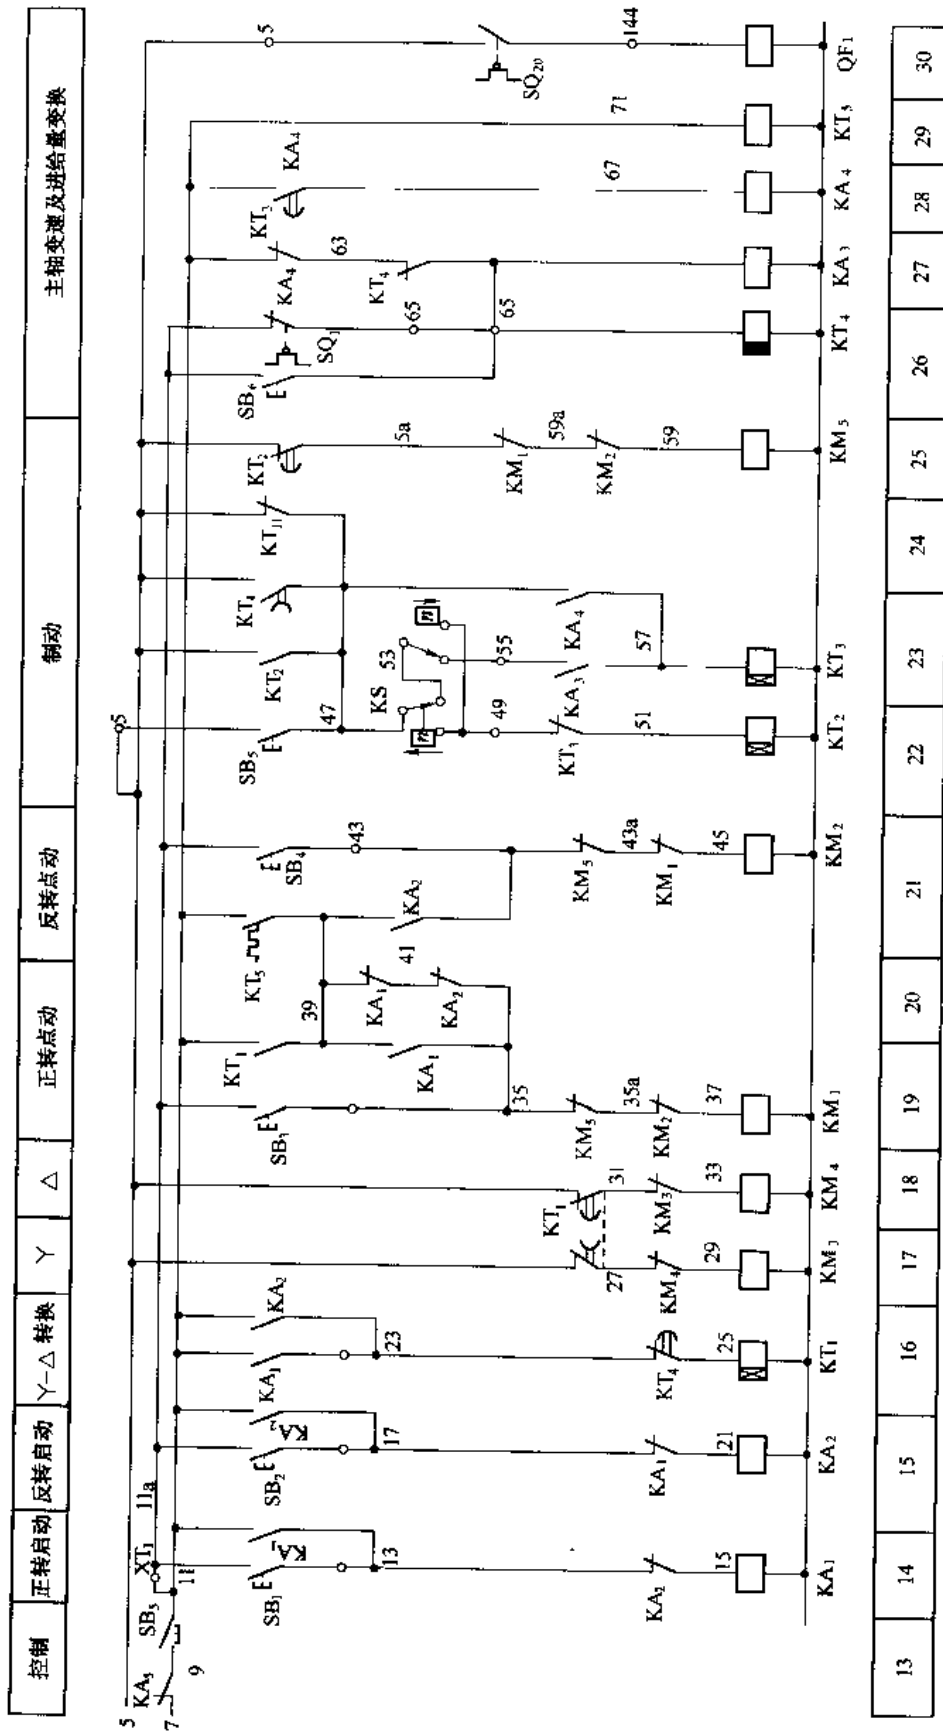 控制
正转启动
反转启动
Y-△ 转换
Y
△
正转点动
反转点动
制动
主轴变速及进给量变换
5
7
KA5
9
SB5
11
XT1
11a
SB1
KA1
13
KA2
15
KA1
SB2
KA2
17
KA1
21
KA2
KA1
KA2
23
KT4
25
KT1
27
KM4
29
KM3
KT1
31
KM3
33
KM4
SB3
35
KM5
35a
KM2
37
KM1
KT1
39
KA1
KA1
KA2
41
KT5
KA2
SB4
43
KM5
43a
KM1
45
KM2
5
SB5
47
KS
49
KT1
51
KT2
KT2
53
55
KA3
57
KT3
KT4
n
n
KA4
KT11
KT2
5a
KM1
59a
KM2
59
KM5
SB6
KA4
SQ1
65
65
KT4
63
KT4
KA3
KT3
KA4
67
KA4
71
KT5
5
SQ20
144
QF1
13
14
15
16
17
18
19
20
21
22
23
24
25
26
27
28
29
30